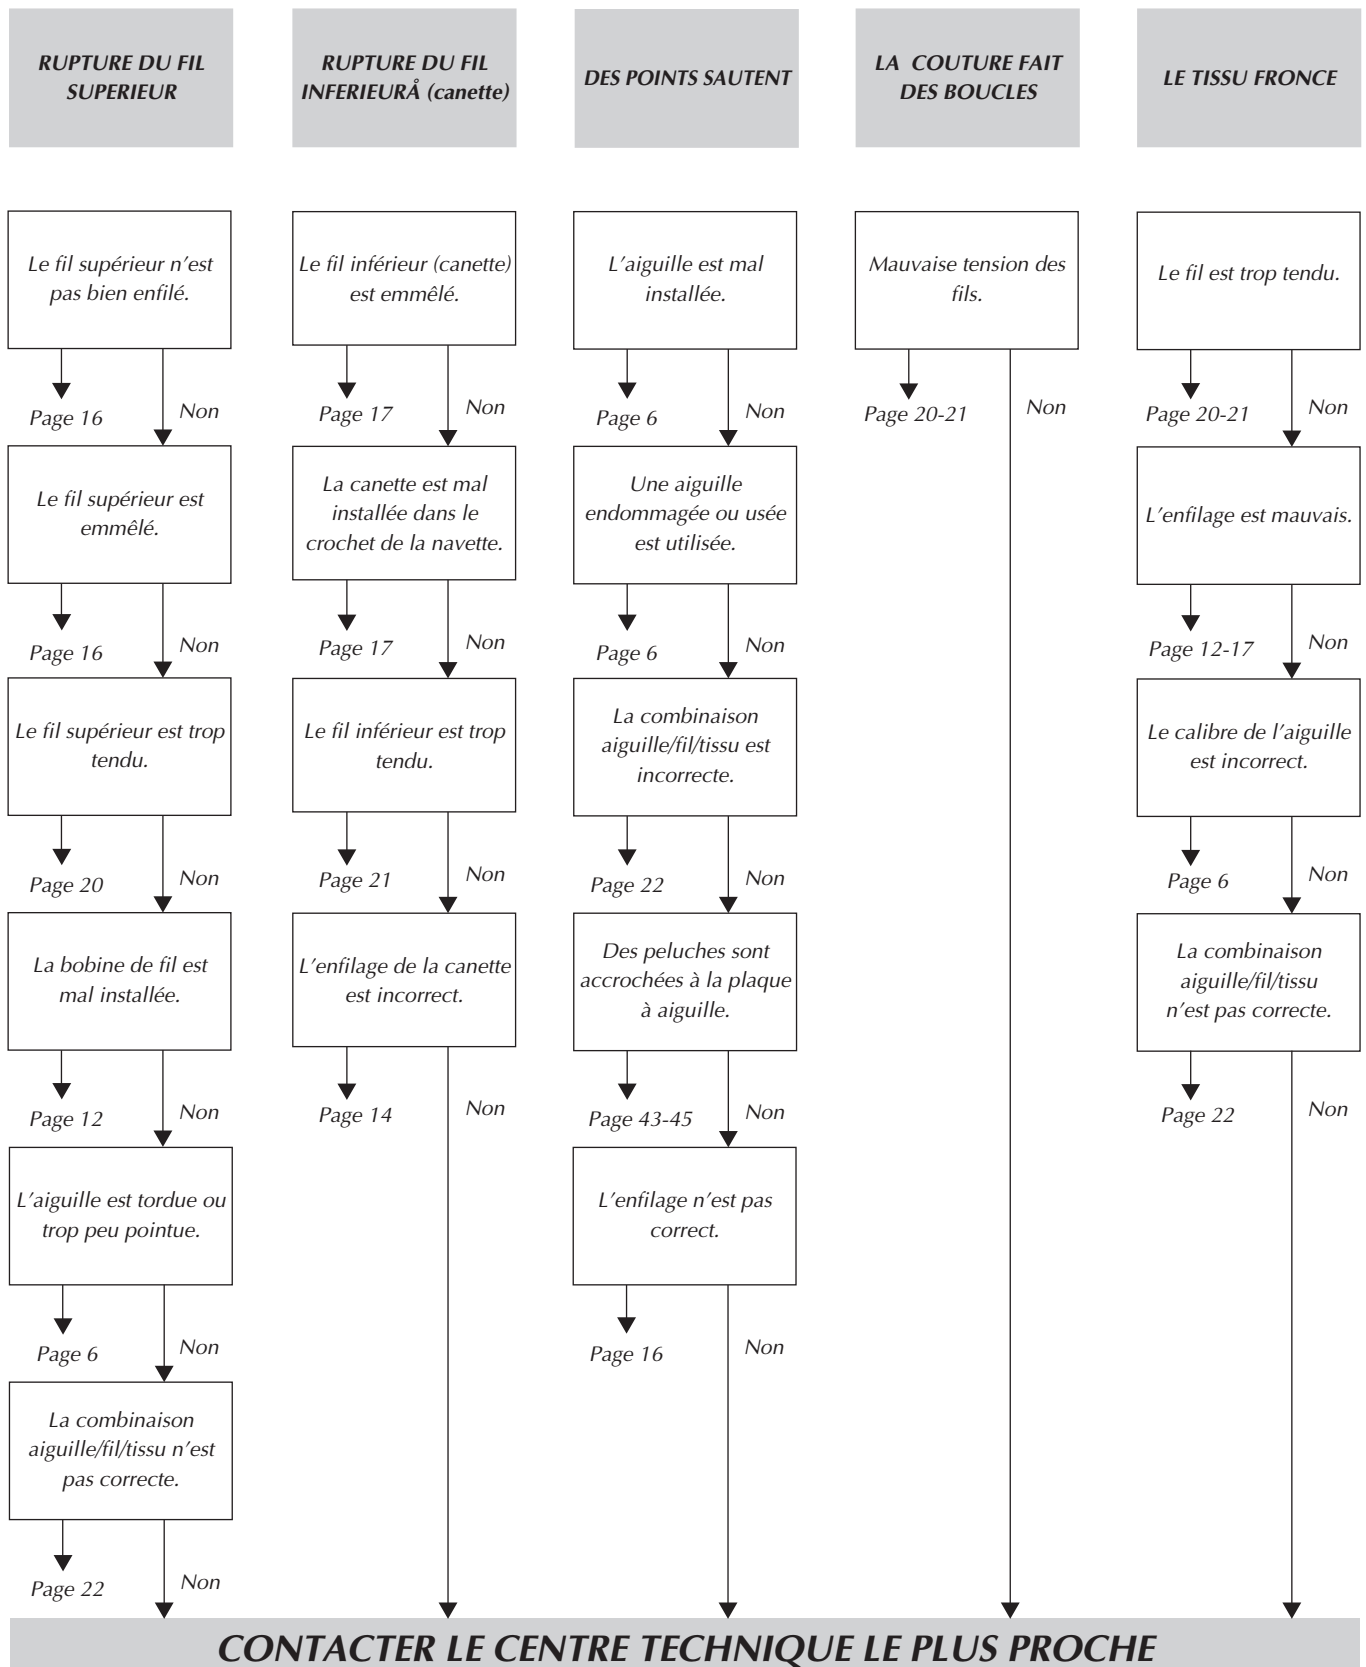 RUPTURE DU FIL
SUPERIEUR
Le fil supérieur n'est
pas bien enfilé.
Page 16
Non
Le fil supérieur est
emmêlé.
Page 16
Non
Le fil supérieur est trop
tendu.
Page 20
Non
La bobine de fil est
mal installée.
Page 12
Non
L'aiguille est tordue ou
trop peu pointue.
Page 6
Non
La combinaison
aiguille/fil/tissu n'est
pas correcte.
Page 22
Non
RUPTURE DU FIL
INFERIEURÅ (canette)
Le fil inférieur (canette)
est emmêlé.
Page 17
Non
La canette est mal
installée dans le
crochet de la navette.
Page 17
Non
Le fil inférieur est trop
tendu.
Page 21
Non
L'enfilage de la canette
est incorrect.
Page 14
Non
DES POINTS SAUTENT
L'aiguille est mal
installée.
Page 6
Non
Une aiguille
endommagée ou usée
est utilisée.
Page 6
Non
La combinaison
aiguille/fil/tissu est
incorrecte.
Page 22
Non
Des peluches sont
accrochées à la plaque
à aiguille.
Page 43-45
Non
L'enfilage n'est pas
correct.
Page 16
Non
LA COUTURE FAIT
DES BOUCLES
Mauvaise tension des
fils.
Page 20-21
Non
LE TISSU FRONCE
Le fil est trop tendu.
Page 20-21
Non
L'enfilage est mauvais.
Page 12-17
Non
Le calibre de l'aiguille
est incorrect.
Page 6
Non
La combinaison
aiguille/fil/tissu
n'est pas correcte.
Page 22
Non
CONTACTER LE CENTRE TECHNIQUE LE PLUS PROCHE